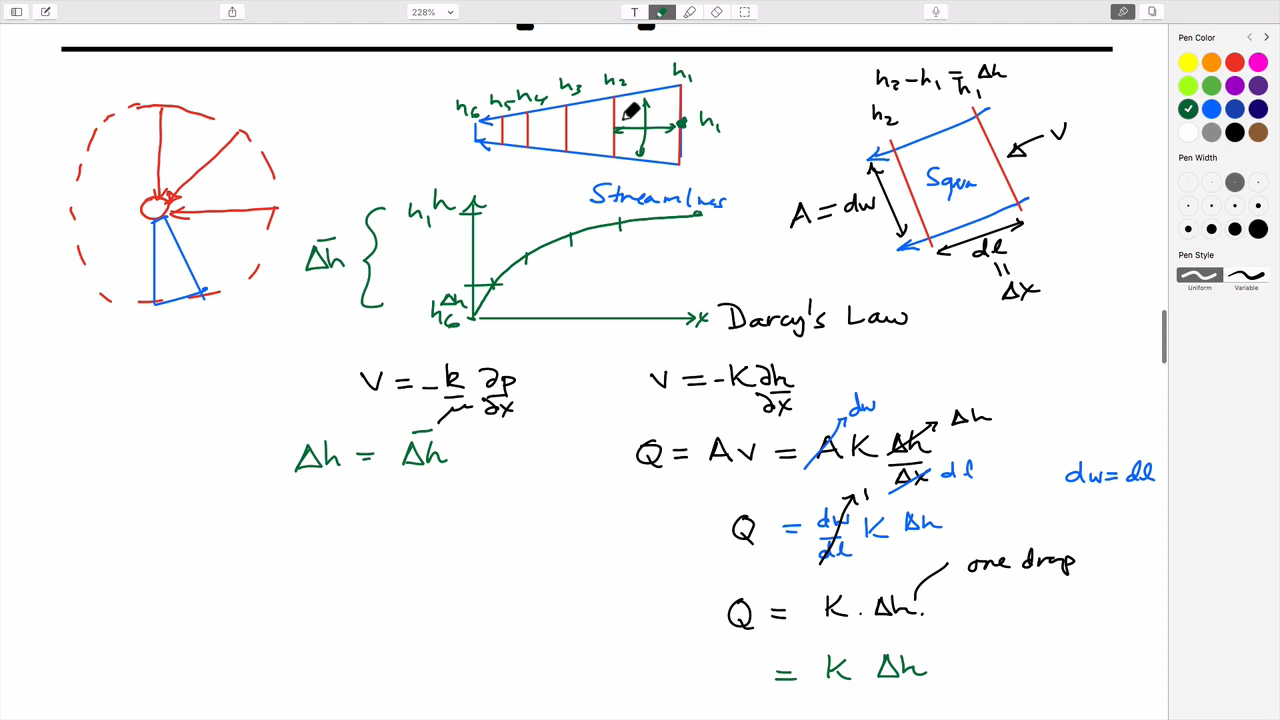 228%
T
Pen Color
Pen Width
Pen Style
Uniform
Variable
h₆ h₅ h₄ h₃ h₂ h₁
h₁
h₂ - h₁ = Δh
h₁
h₂
V
A = dw
dl
=
Δx
Streamlines
h
h₁
Δh̄
Δh
h₆
x
Darcy's Law
v = -k/μ ∂p/∂x
v = -K ∂h/∂x
dw
Δh = Δh̄
Q = AV = A K Δh/Δx
Δh
dl
dw = dl
Q = dw/dl K Δh
1
one drop
Q = K . Δh.
= K Δh